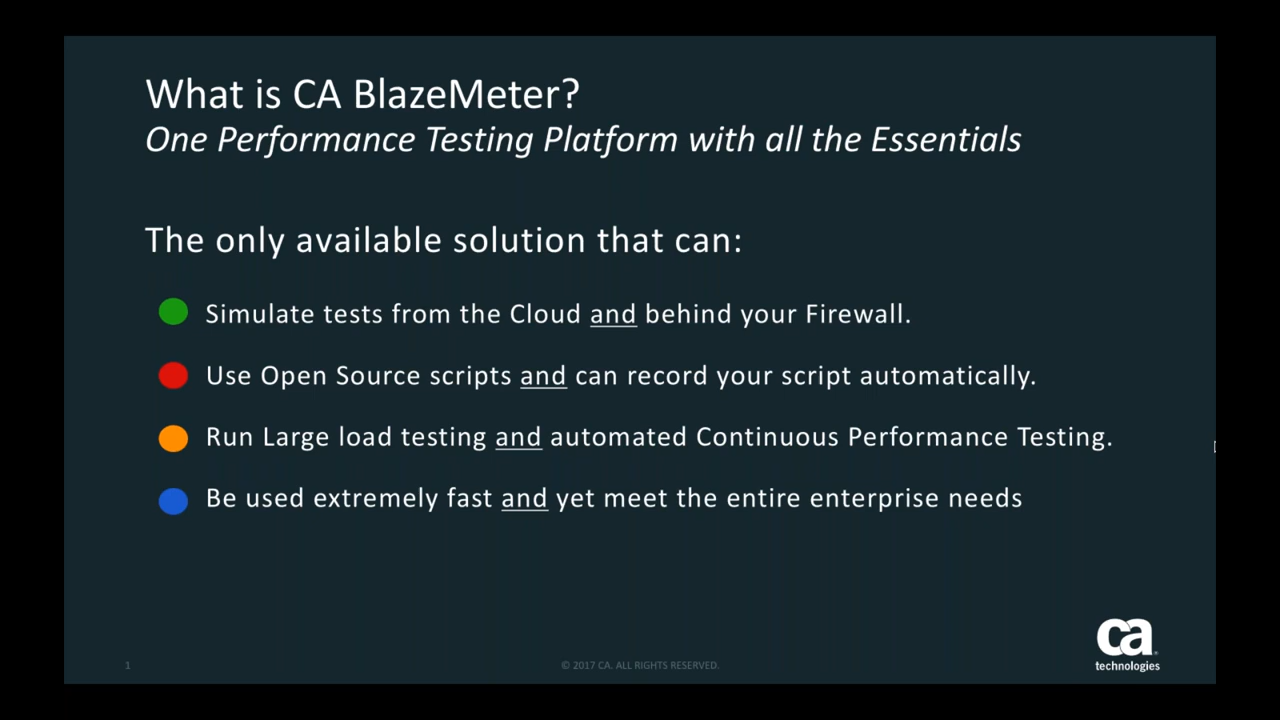 What is CA BlazeMeter?
One Performance Testing Platform with all the Essentials
The only available solution that can:
Simulate tests from the Cloud and behind your Firewall.
Use Open Source scripts and can record your script automatically.
Run Large load testing and automated Continuous Performance Testing.
Be used extremely fast and yet meet the entire enterprise needs
1
© 2017 CA. ALL RIGHTS RESERVED.
ca
technologies